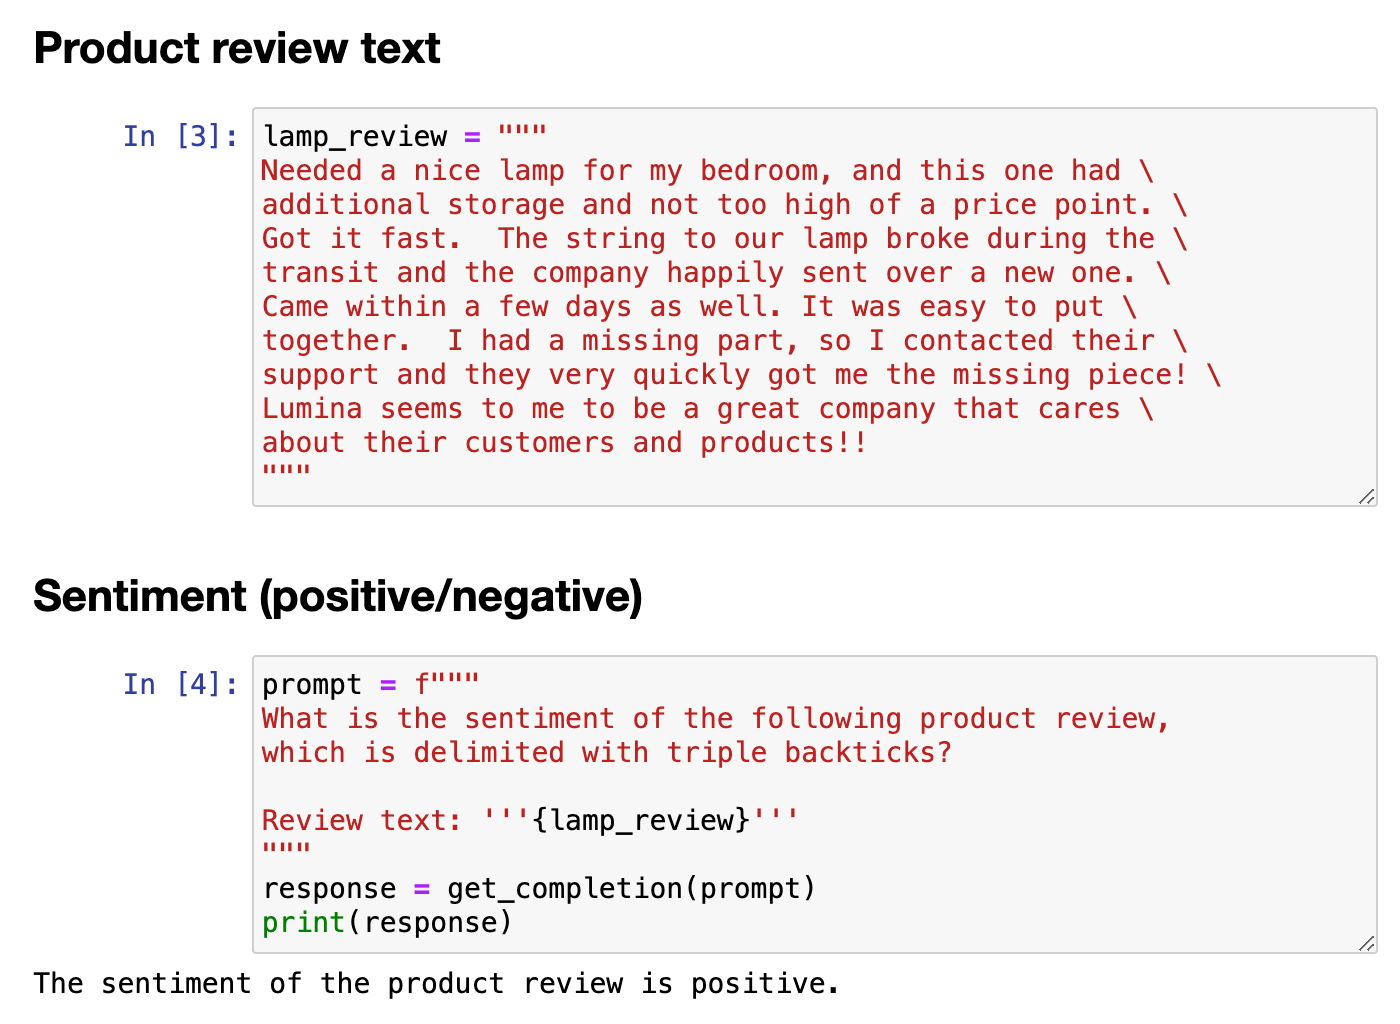 Product review text
In [3]: lamp_review = """
Needed a nice lamp for my bedroom, and this one had \
additional storage and not too high of a price point. \
Got it fast.  The string to our lamp broke during the \
transit and the company happily sent over a new one. \
Came within a few days as well. It was easy to put \
together.  I had a missing part, so I contacted their \
support and they very quickly got me the missing piece! \
Lumina seems to me to be a great company that cares \
about their customers and products!!
"""
Sentiment (positive/negative)
In [4]: prompt = f"""
What is the sentiment of the following product review,
which is delimited with triple backticks?
Review text: '''{lamp_review}'''
"""
response = get_completion(prompt)
print(response)
The sentiment of the product review is positive.